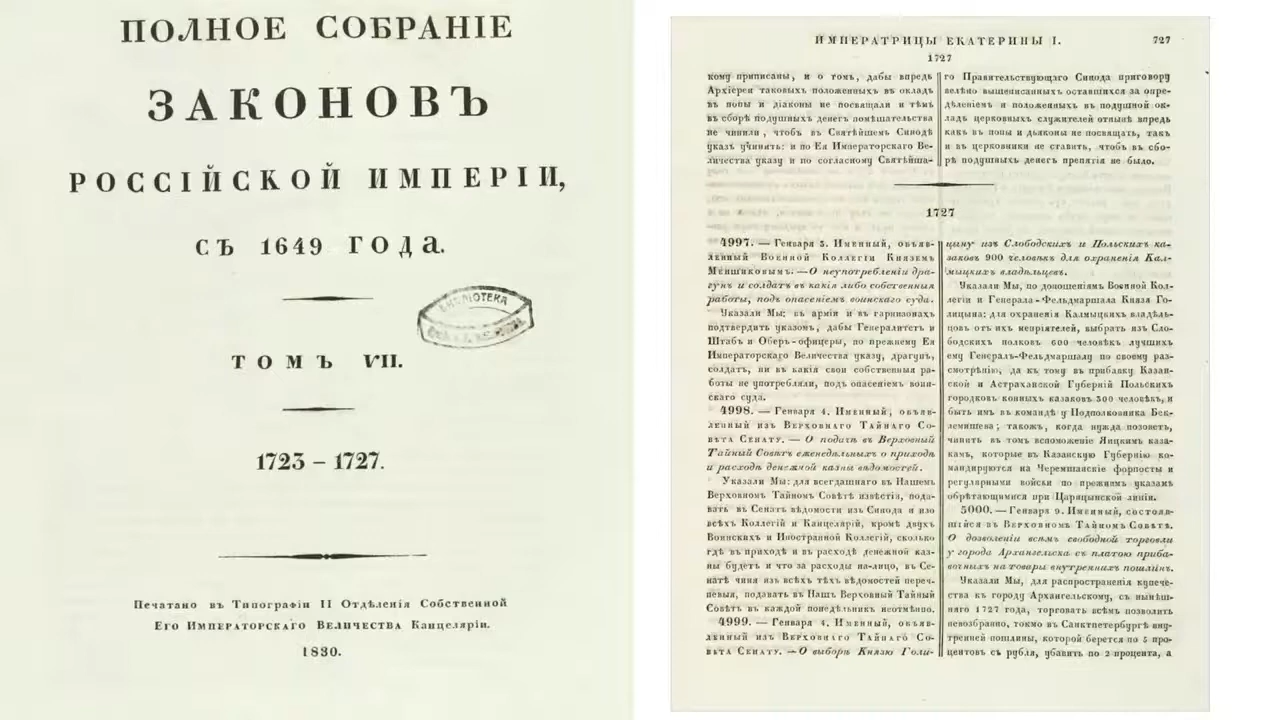 ПОЛНОЕ СОБРАНІЕ
ЗАКОНОВЪ
РОССІЙСКОЙ ИМПЕРІИ,
СЪ 1649 ГОДА.
БИБЛІОТЕКА
ТОМЪ VII.
1723 – 1727.
Печатано въ Типографіи II Отдѣленія Собственной
Его Императорскаго Величества Канцеляріи.
1830.
ИМПЕРАТРИЦЫ ЕКАТЕРИНЫ I. 727
1727
кому приписаны, и о томъ, дабы впредь
Архіереи таковыхъ положенныхъ въ окладъ
въ попы и діаконы не посвящали и тѣмъ
въ сборѣ подушныхъ денегъ помѣшательства
не чинили, чтобъ въ Святѣйшемъ Синодѣ
указъ учинить: и по Ея Императорскаго Ве-
личества указу и по согласному Святѣйша-
го Правительствующаго Синода приговору
велѣно вышеписанныхъ оставшихся за опре-
дѣленіемъ и положенныхъ въ подушной ок-
ладъ церковныхъ служителей отнынѣ впредь
какъ въ попы и дьяконы не посвящать, такъ
и въ церковники не ставить, чтобъ въ сбо-
рѣ подушныхъ денегъ препятія не было.
1727
4997. — Генваря 3. Именный, объяв-
ленный Военной Коллегіи Княземъ
Меншиковымъ. — О неупотребленіи дра-
гунъ и солдатъ въ какія либо собственныя
работы, подъ опасеніемъ воинскаго суда.
Указали Мы: въ арміи и въ гарнизонахъ
подтвердить указомъ, дабы Генералитетъ и
Штабъ и Оберъ-офицеры, по прежнему Ея
Императорскаго Величества указу, драгунъ,
солдатъ, ни въ какія свои собственныя ра-
боты не употребляли, подъ опасеніемъ воин-
скаго суда.
4998. — Генваря 4. Именный, объяв-
ленный изъ Верховнаго Тайнаго Со-
вѣта Сенату. — О подачѣ въ Верховный
Тайный Совѣтъ еженедѣльныхъ о приходѣ
и расходѣ денежной казны вѣдомостей.
Указали Мы: для всегдашняго въ Нашемъ
Верховномъ Тайномъ Совѣтѣ извѣстія, пода-
вать въ Сенатъ вѣдомости изъ Синода и изо
всѣхъ Коллегій и Канцелярій, кромѣ двухъ
Воинскихъ и Иностранной Коллегій, сколько
гдѣ въ приходѣ и въ расходѣ денежной каз-
ны будетъ и что за расходы на-лицо, въ Се-
натѣ чиня изъ всѣхъ тѣхъ вѣдомостей переч-
невыя, подавать въ Нашъ Верховный Тайный
Совѣтъ въ каждой понедѣльникъ неотмѣнно.
4999. — Генваря 4. Именный, объяв-
ленный изъ Верховнаго Тайнаго Со-
вѣта Сенату. — О выборѣ Князю Голи-
цыну изъ Слободскихъ и Польскихъ ка-
заковъ 900 человѣкъ для охраненія Кал-
мыцкихъ владѣльцевъ.
Указали Мы, по доношеніямъ Военной Кол-
легіи и Генерала-Фельдмаршала Князя Го-
лицына: для охраненія Калмыцкихъ владѣль-
цовъ отъ ихъ непріятелей, выбрать изъ Сло-
бодскихъ полковъ 600 человѣкъ лучшихъ
ему Генералъ-Фельдмаршалу по своему раз-
смотрѣнію, да къ тому въ прибавку Казан-
ской и Астраханской Губерній Польскихъ
городковъ конныхъ казаковъ 300 человѣкъ, и
быть имъ въ командѣ у Подполковника Бек-
лемишева; такожъ, когда нужда позоветъ,
чинить въ томъ вспоможеніе Яицкимъ каза-
камъ, которые въ Казанскую Губернію ко-
мандируются на Черемшанскіе форпосты и
регулярнымъ войски по прежнимъ указамъ
обрѣтающимися при Царицынской линіи.
5000. — Генваря 9. Именный, состояв-
шійся въ Верховномъ Тайномъ Совѣтѣ.
О дозволеніи всѣмъ свободной торговли
у города Архангельска съ платою приба-
вочныхъ на товары внутреннихъ пошлинъ.
Указали Мы, для распространенія купече-
ства къ городу Архангельскому, съ нынѣш-
няго 1727 года, торговать всѣмъ позволить
невозбранно, токмо въ Санктпетербургѣ вну-
тренней пошлины, которой берется по 5 про-
центовъ съ рубля, убавить по 2 процента, а